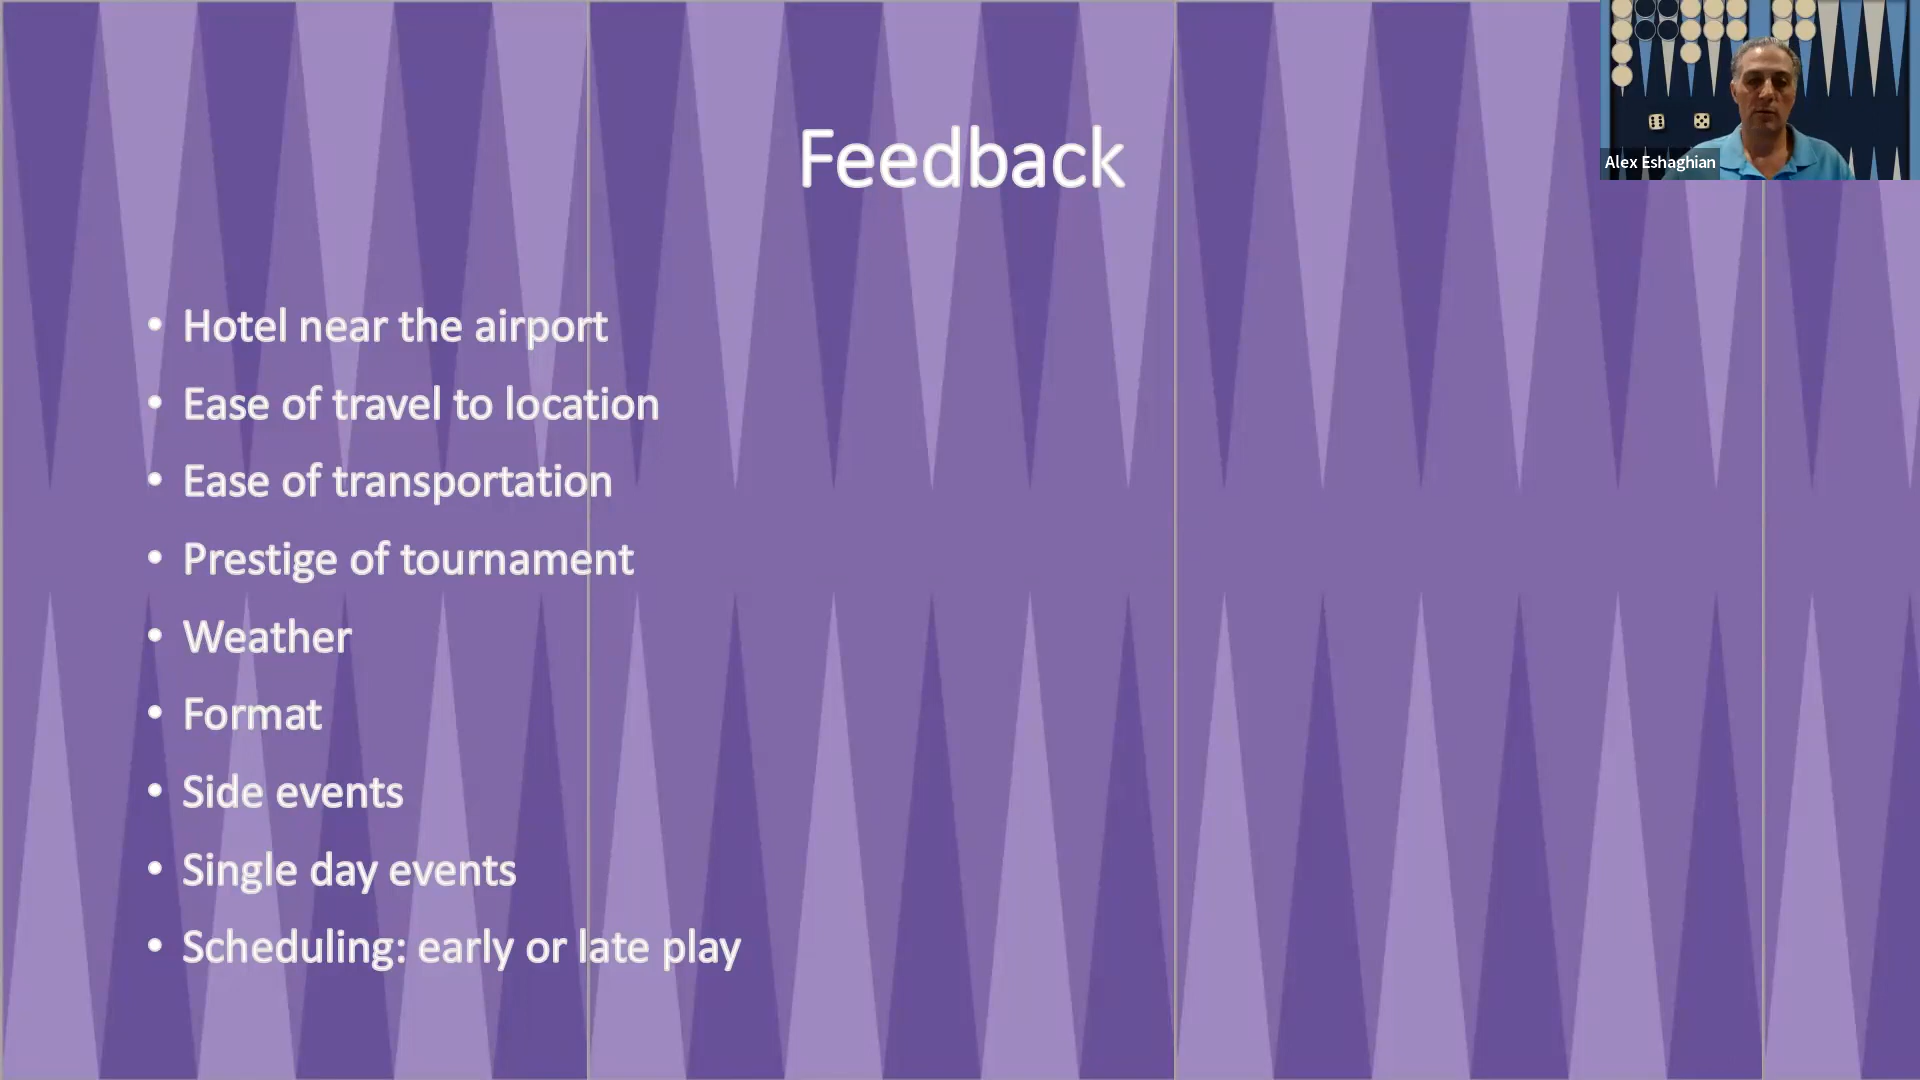 Feedback
Alex Eshaghian
• Hotel near the airport
• Ease of travel to location
• Ease of transportation
• Prestige of tournament
• Weather
• Format
• Side events
• Single day events
• Scheduling: early or late play